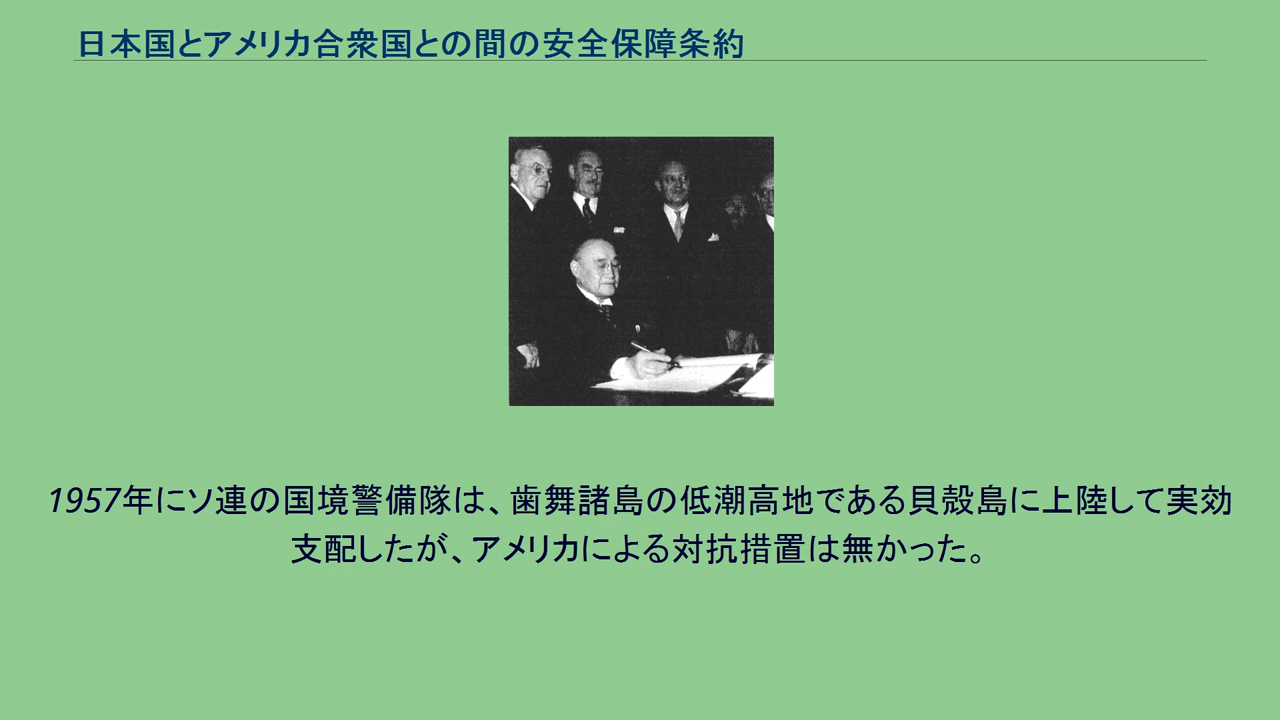 日本国とアメリカ合衆国との間の安全保障条約
1957年にソ連の国境警備隊は、歯舞諸島の低潮高地である貝殻島に上陸して実効
支配したが、アメリカによる対抗措置は無かった。